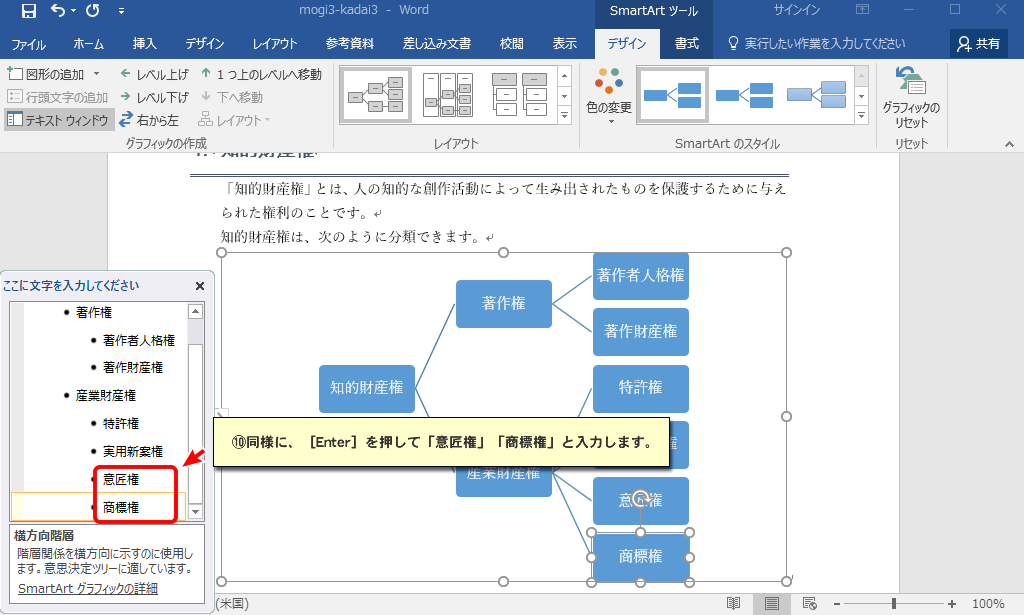 mogi3-kadai3 - Word
SmartArt ツール
サインイン
ファイル ホーム 挿入 デザイン レイアウト 参考資料 差し込み文書 校閲 表示 デザイン 書式 実行したい作業を入力してください 共有
図形の追加 レベル上げ 1 つ上のレベルへ移動
行頭文字の追加 レベル下げ 下へ移動
テキスト ウィンドウ 右から左 レイアウト
色の変更
グラフィックの
リセット
グラフィックの作成 レイアウト SmartArt のスタイル リセット
「知的財産権」とは、人の知的な創作活動によって生み出されたものを保護するために与え
られた権利のことです。
知的財産権は、次のように分類できます。
ここに文字を入力してください
著作権
著作者人格権
著作財産権
産業財産権
特許権
実用新案権
意匠権
商標権
横方向階層
階層関係を横方向に示すのに使用し
ます。意思決定ツリーに適しています。
SmartArt グラフィックの詳細
知的財産権
著作権
著作者人格権
著作財産権
特許権
⑩同様に、［Enter］を押して「意匠権」「商標権」と入力します。
産業財産権
意匠権
商標権
(米国)
100%